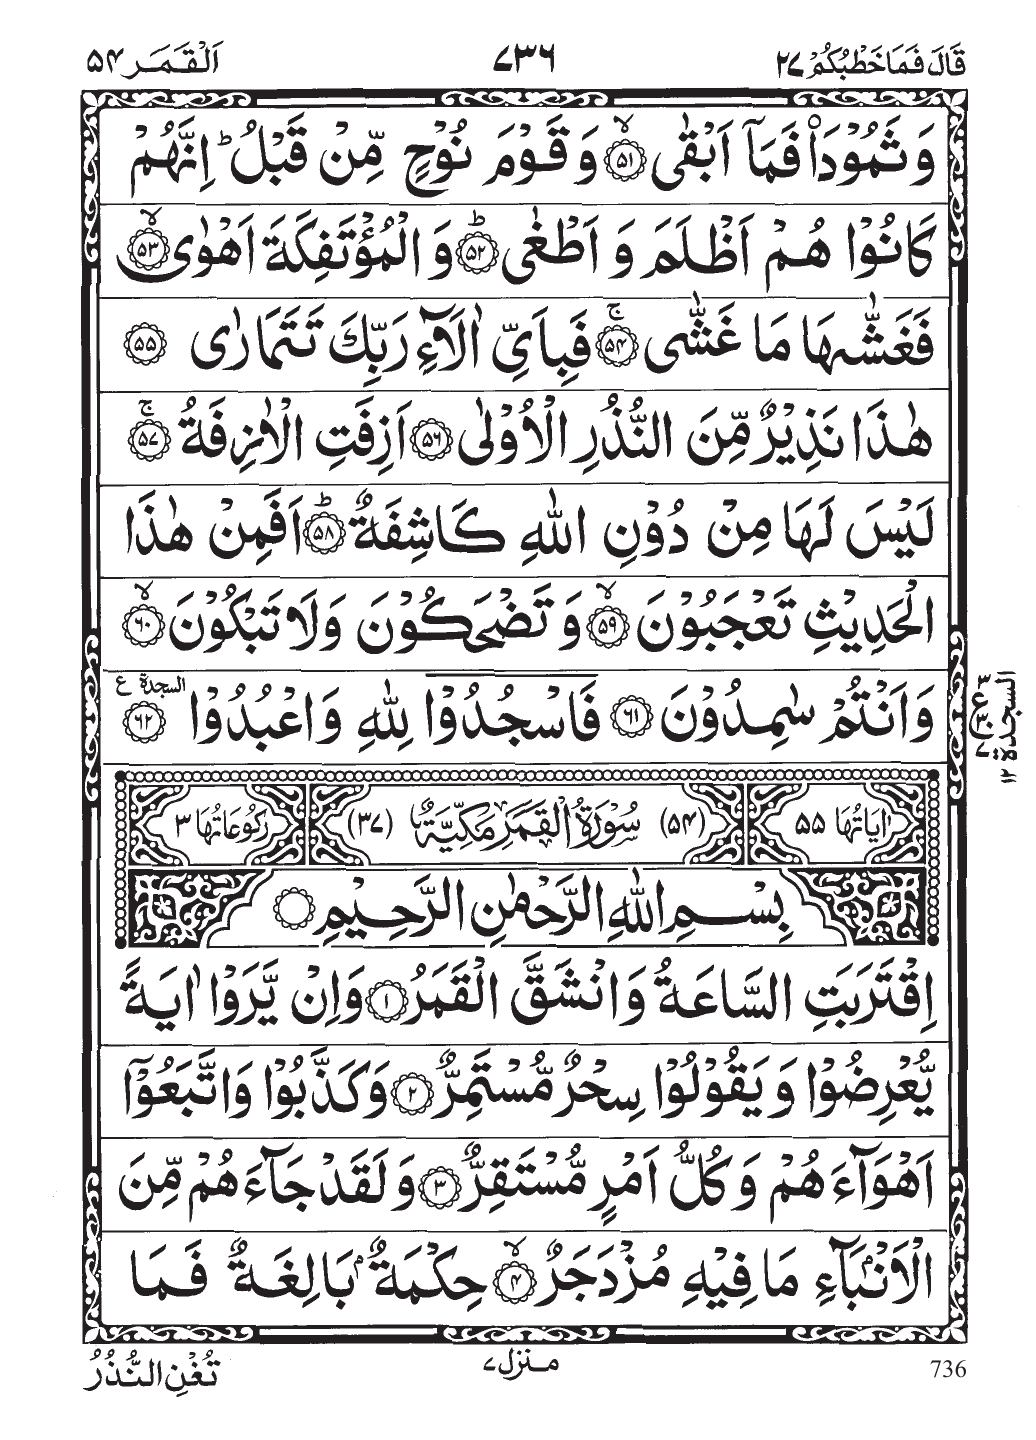 قَالَ فَمَا خَطْبُكُمْ ٢٧ ٧٣٦ اَلْقَمَر ٥٤
وَ ثَمُوْدَا۠ فَمَاۤ اَبْقٰى ﴿٥١﴾ۙ وَ قَوْمَ نُوْحٍ مِّنْ قَبْلُ ؕ اِنَّهُمْ
كَانُوْا هُمْ اَظْلَمَ وَ اَطْغٰى ﴿٥٢﴾ؕ وَ الْمُؤْتَفِكَةَ اَهْوٰى ﴿٥٣﴾ۙ
فَغَشّٰىهَا مَا غَشّٰى ﴿٥٤﴾ۚ فَبِاَيِّ اٰلَآءِ رَبِّكَ تَتَمَارٰى ﴿٥٥﴾
هٰذَا نَذِيْرٌ مِّنَ النُّذُرِ الْاُوْلٰى ﴿٥٦﴾ اَزِفَتِ الْاٰزِفَةُ ﴿٥٧﴾ۚ
لَيْسَ لَهَا مِنْ دُوْنِ اللّٰهِ كَاشِفَةٌ ﴿٥٨﴾ؕ اَفَمِنْ هٰذَا
الْحَدِيْثِ تَعْجَبُوْنَ ﴿٥٩﴾ۙ وَ تَضْحَكُوْنَ وَ لَا تَبْكُوْنَ ﴿٦٠﴾ۙ
وَ اَنْتُمْ سٰمِدُوْنَ ﴿٦١﴾ فَاسْجُدُوْا لِلّٰهِ وَ اعْبُدُوْا ﴿٦٢﴾ السجدة ع
السجدة ١٢
٣ ع ٣٠ ٧
اٰيَاتُهَا ٥٥ (٥٤) سُوْرَةُ الْقَمَرِ مَكِّيَّةٌ (٣٧) رُكُوْعَاتُهَا ٣
بِسْمِ اللّٰهِ الرَّحْمٰنِ الرَّحِيْمِ
اِقْتَرَبَتِ السَّاعَةُ وَ انْشَقَّ الْقَمَرُ ﴿١﴾ وَ اِنْ يَّرَوْا اٰيَةً
يُّعْرِضُوْا وَ يَقُوْلُوْا سِحْرٌ مُّسْتَمِرٌّ ﴿٢﴾ وَ كَذَّبُوْا وَ اتَّبَعُوْۤا
اَهْوَآءَهُمْ وَ كُلُّ اَمْرٍ مُّسْتَقِرٌّ ﴿٣﴾ وَ لَقَدْ جَآءَهُمْ مِّنَ
الْاَنْۢبَآءِ مَا فِيْهِ مُزْدَجَرٌ ﴿٤﴾ۙ حِكْمَةٌۢ بَالِغَةٌ فَمَا
736 منزل ٧ تُغْنِ النُّذُرُ